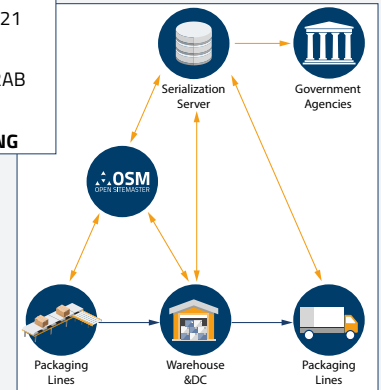 21
AB
NG
Serialization
Server
Government
Agencies
OSM
OPEN SITEMASTER
Packaging
Lines
Warehouse
&DC
Packaging
Lines